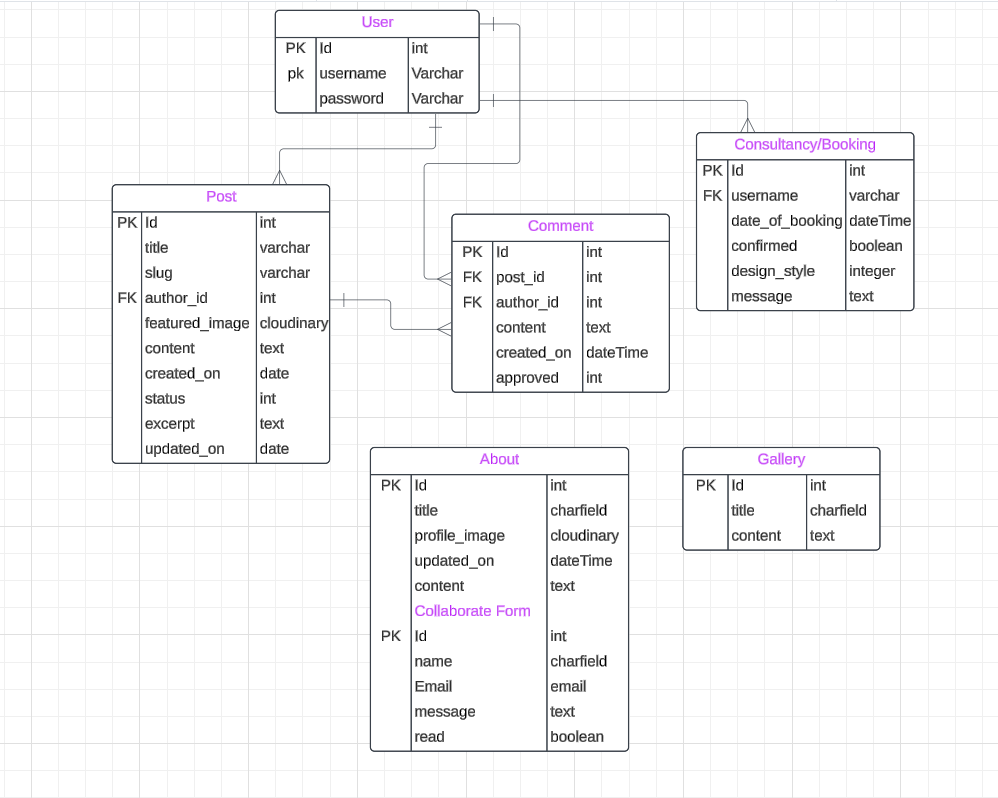 User
PK Id int
pk username Varchar
password Varchar
Consultancy/Booking
PK Id int
FK username varchar
date_of_booking dateTime
confirmed boolean
design_style integer
message text
Post
PK Id int
title varchar
slug varchar
FK author_id int
featured_image cloudinary
content text
created_on date
status int
excerpt text
updated_on date
Comment
PK Id int
FK post_id int
FK author_id int
content text
created_on dateTime
approved int
About
PK Id int
title charfield
profile_image cloudinary
updated_on dateTime
content text
Collaborate Form
PK Id int
name charfield
Email email
message text
read boolean
Gallery
PK Id int
title charfield
content text